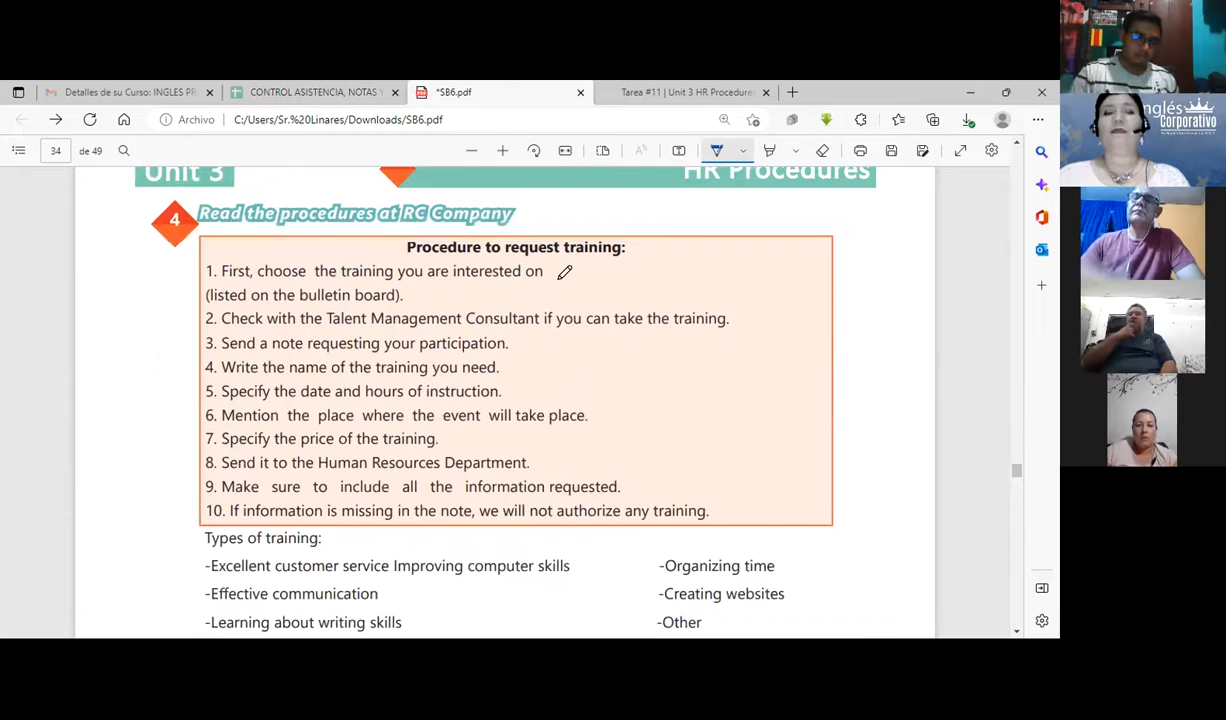 Detalles de su Curso: INGLES PR
CONTROL ASISTENCIA, NOTAS Y
*SB6.pdf
Tarea #11 | Unit 3 HR Procedure
Archivo
C:/Users/Sr.%20Linares/Downloads/SB6.pdf
34
de 49
Unit 3
HR Procedures
4
Read the procedures at RC Company
Procedure to request training:
1. First, choose the training you are interested on
(listed on the bulletin board).
2. Check with the Talent Management Consultant if you can take the training.
3. Send a note requesting your participation.
4. Write the name of the training you need.
5. Specify the date and hours of instruction.
6. Mention the place where the event will take place.
7. Specify the price of the training.
8. Send it to the Human Resources Department.
9. Make sure to include all the information requested.
10. If information is missing in the note, we will not authorize any training.
Types of training:
-Excellent customer service Improving computer skills
-Organizing time
-Effective communication
-Creating websites
-Learning about writing skills
-Other
Inglés
Corporativo